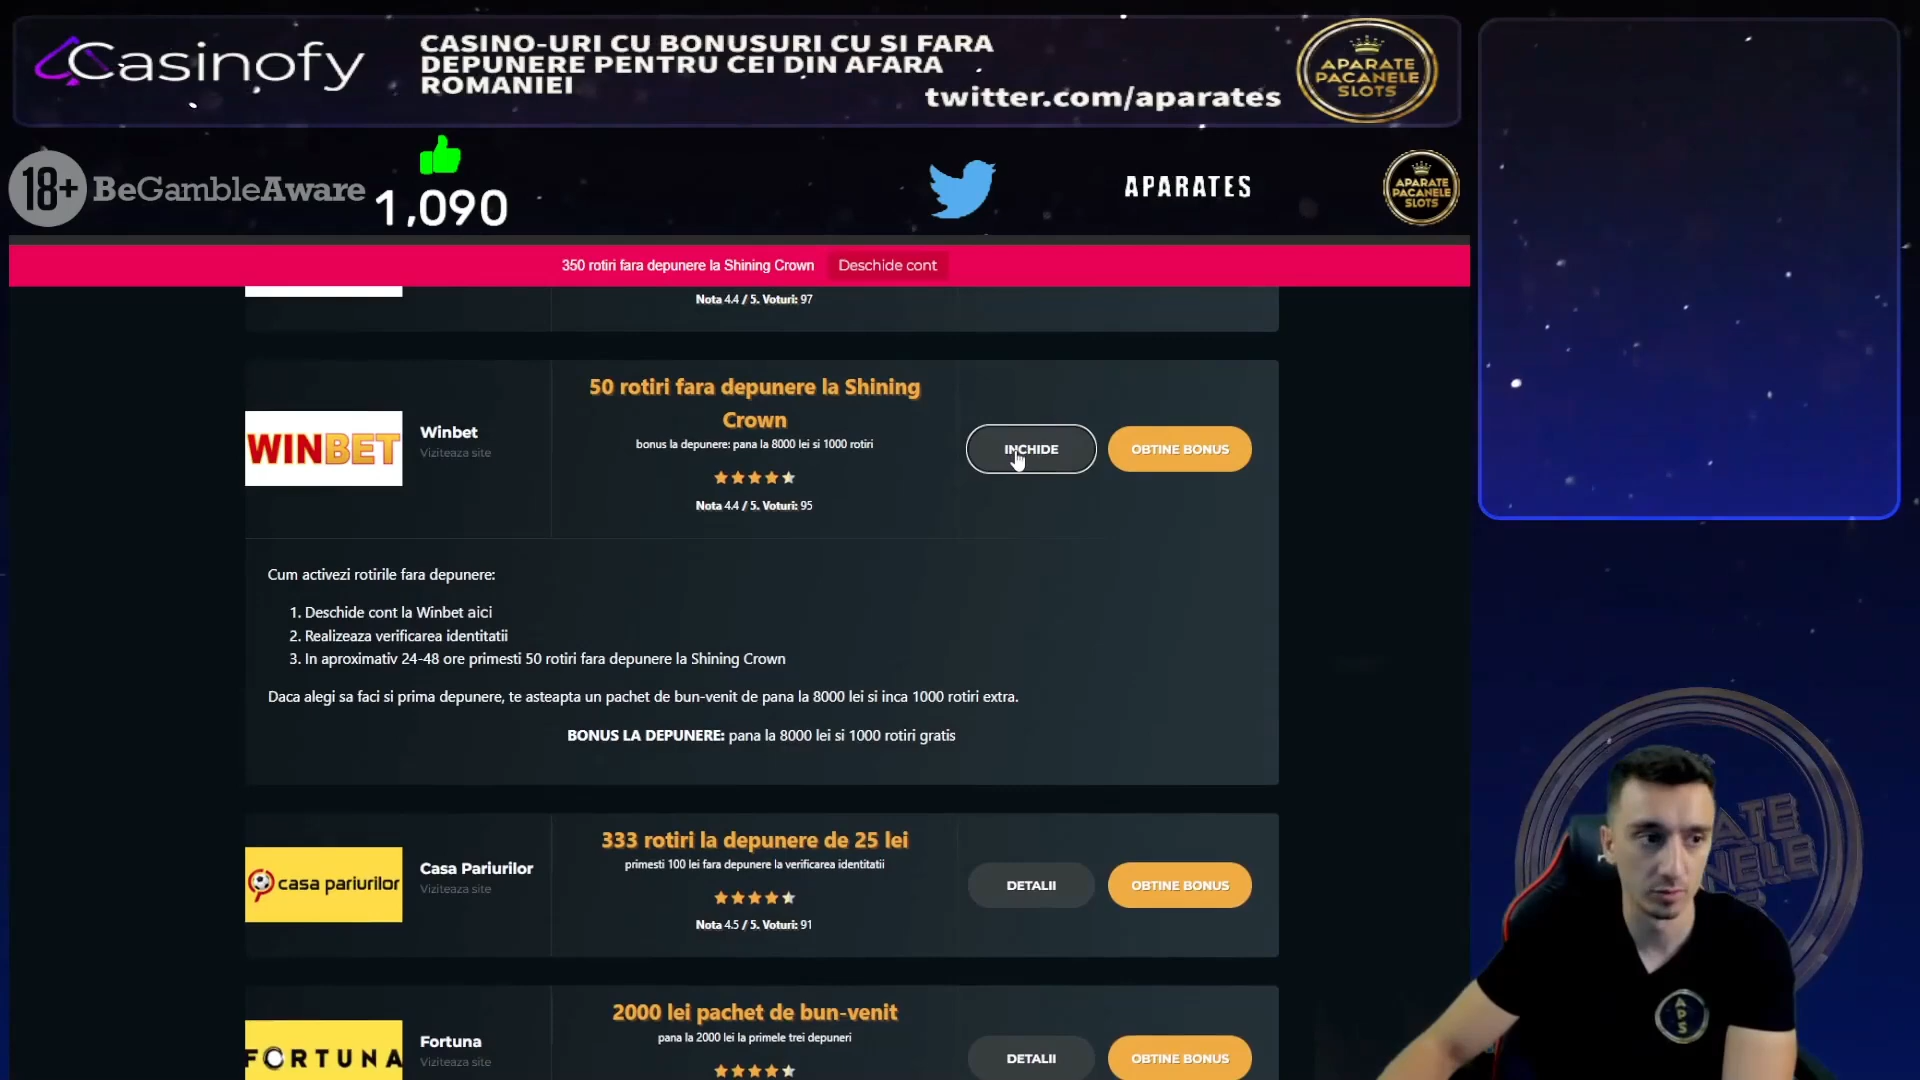 Casinofy
CASINO-URI CU BONUSURI CU SI FARA
DEPUNERE PENTRU CEI DIN AFARA
ROMANIEI
twitter.com/aparates
APARATE
PACANELE
SLOTS
18+ BeGambleAware
1,090
APARATES
APARATE
PACANELE
SLOTS
350 rotiri fara depunere la Shining Crown Deschide cont
Nota 4.4 / 5. Voturi: 97
WINBET
Winbet
Viziteaza site
50 rotiri fara depunere la Shining
Crown
bonus la depunere: pana la 8000 lei si 1000 rotiri
Nota 4.4 / 5. Voturi: 95
INCHIDE
OBTINE BONUS
Cum activezi rotirile fara depunere:
1. Deschide cont la Winbet aici
2. Realizeaza verificarea identitatii
3. In aproximativ 24-48 ore primesti 50 rotiri fara depunere la Shining Crown
Daca alegi sa faci si prima depunere, te asteapta un pachet de bun-venit de pana la 8000 lei si inca 1000 rotiri extra.
BONUS LA DEPUNERE: pana la 8000 lei si 1000 rotiri gratis
casa pariurilor
Casa Pariurilor
Viziteaza site
333 rotiri la depunere de 25 lei
primesti 100 lei fara depunere la verificarea identitatii
Nota 4.5 / 5. Voturi: 91
DETALII
OBTINE BONUS
FORTUNA
Fortuna
Viziteaza site
2000 lei pachet de bun-venit
pana la 2000 lei la primele trei depuneri
DETALII
OBTINE BONUS
APS